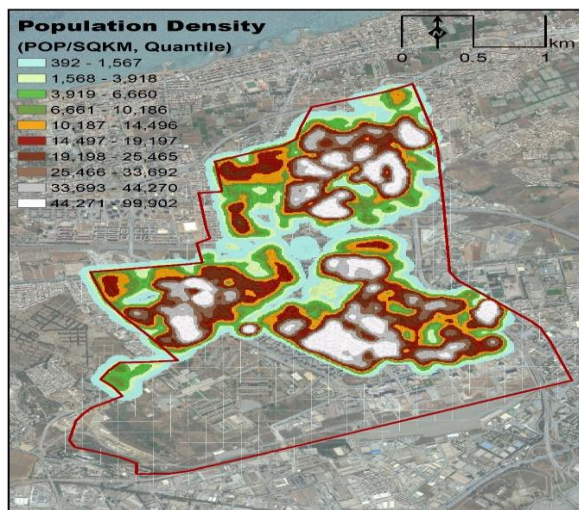 Population Density
(POP/SQKM, Quantile)
392 - 1,567
1,568 - 3,918
3,919 - 6,660
6,661 - 10,186
10,187 - 14,496
14,497 - 19,197
19,198 - 25,465
25,466 - 33,692
33,693 - 44,270
44,271 - 99,902
km
0 0.5 1